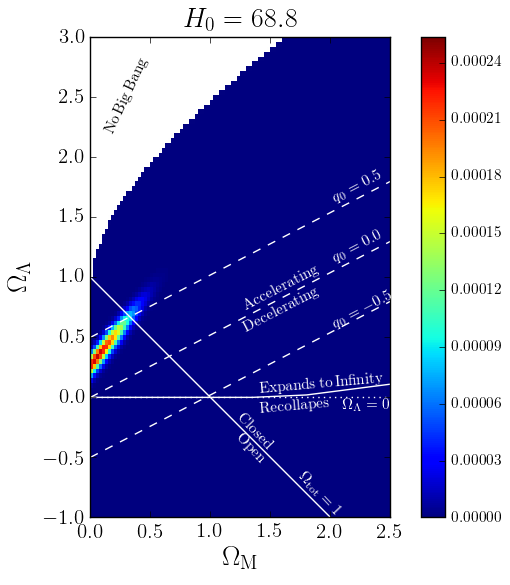 H₀ = 68.8
3.0
2.5
2.0
1.5
1.0
0.5
0.0
−0.5
−1.0
Ω_Λ
No Big Bang
q₀ = 0.5
q₀ = 0.0
Accelerating
Decelerating
q₀ = −0.5
Expands to Infinity
Recollapes
Ω_Λ = 0
Closed
Open
Ω_tot = 1
0.0 0.5 1.0 1.5 2.0 2.5
Ω_M
0.00024
0.00021
0.00018
0.00015
0.00012
0.00009
0.00006
0.00003
0.00000